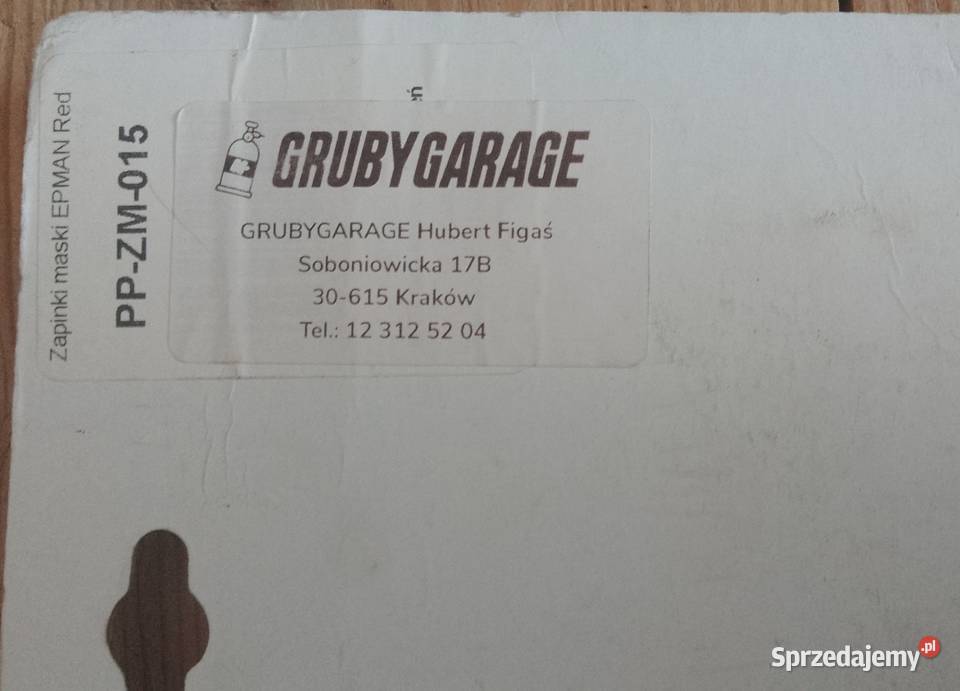 Zapinki maski EPMAN Red
PP-ZM-015
GRUBYGARAGE
GRUBYGARAGE Hubert Figaś
Soboniowicka 17B
30-615 Kraków
Tel.: 12 312 52 04
Sprzedajemy.pl